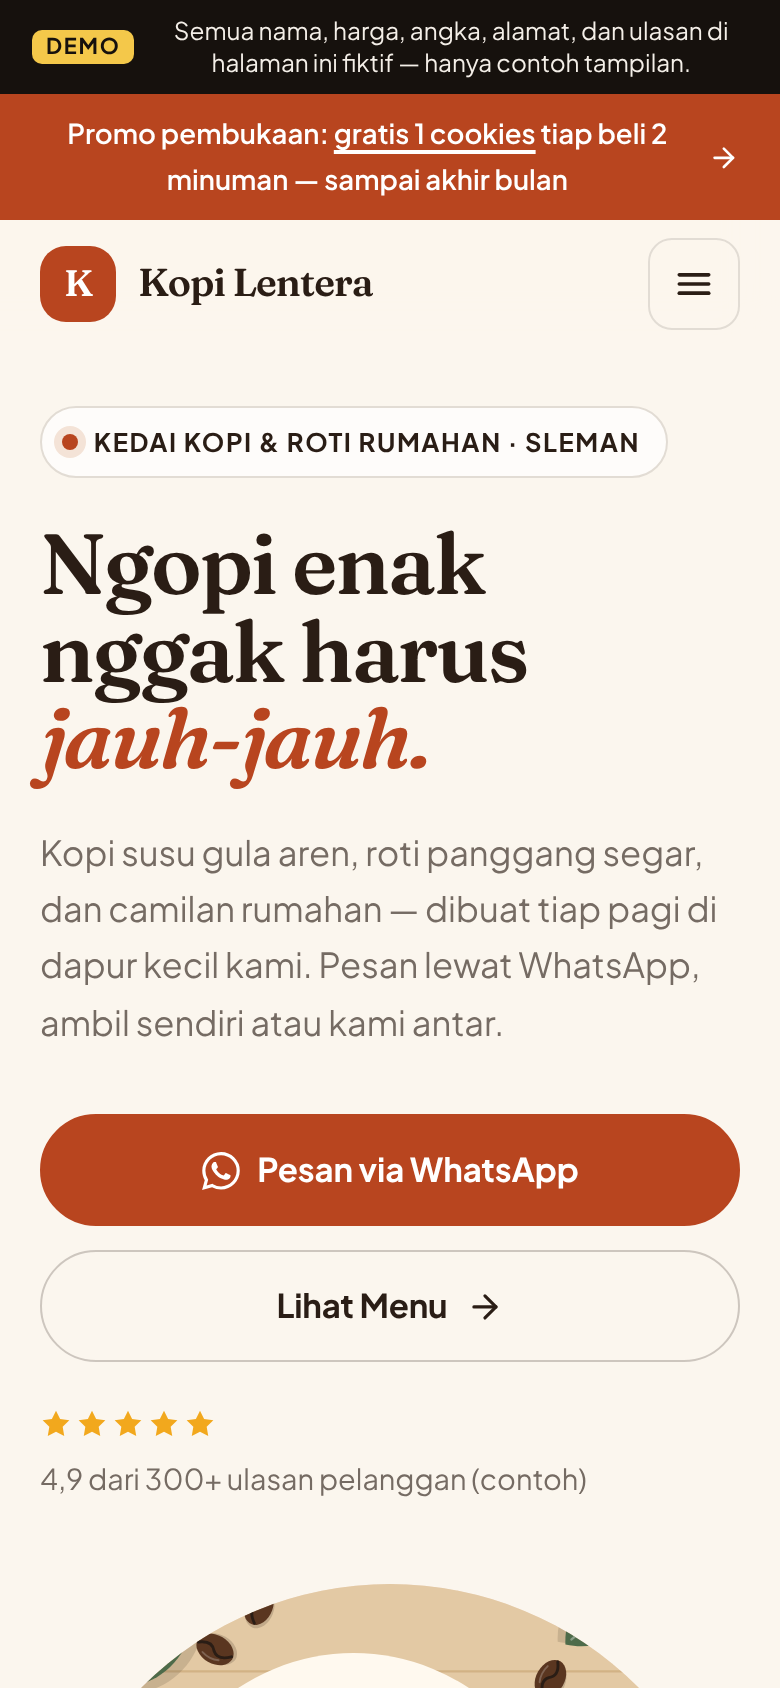 DEMO
Semua nama, harga, angka, alamat, dan ulasan di
halaman ini fiktif — hanya contoh tampilan.
Promo pembukaan: gratis 1 cookies tiap beli 2
minuman — sampai akhir bulan →
K
Kopi Lentera
KEDAI KOPI & ROTI RUMAHAN · SLEMAN
Ngopi enak
nggak harus
jauh-jauh.
Kopi susu gula aren, roti panggang segar,
dan camilan rumahan — dibuat tiap pagi di
dapur kecil kami. Pesan lewat WhatsApp,
ambil sendiri atau kami antar.
Pesan via WhatsApp
Lihat Menu →
4,9 dari 300+ ulasan pelanggan (contoh)